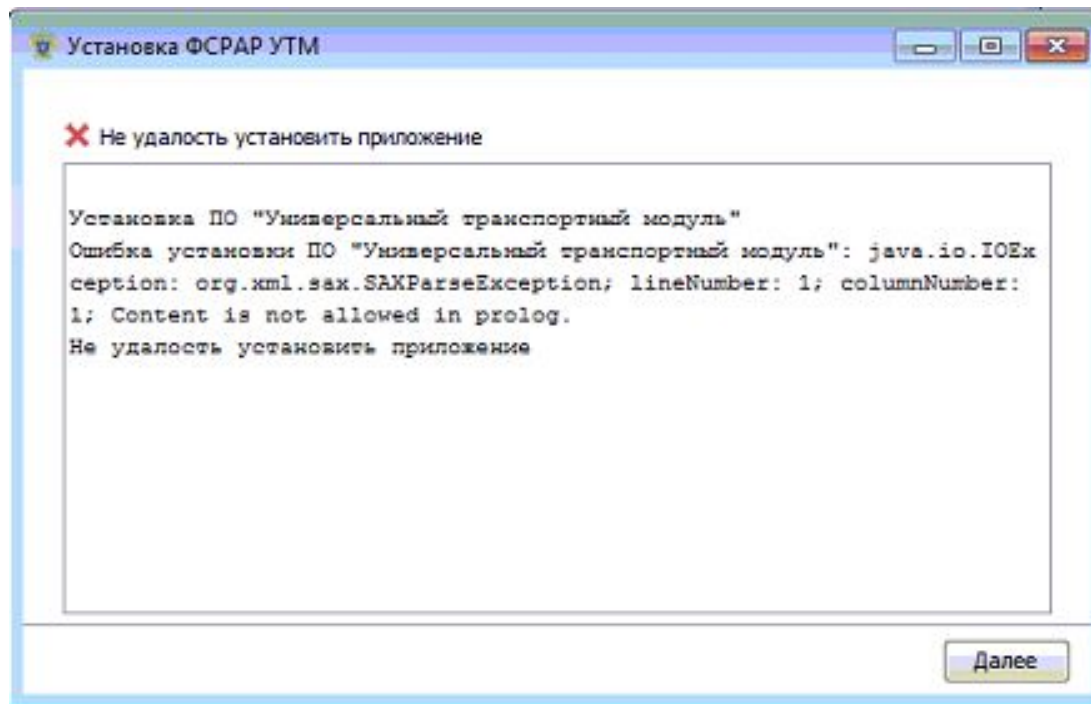 Установка ФСРАР УТМ
Не удалость установить приложение
Установка ПО "Универсальный транспортный модуль"
Ошибка установки ПО "Универсальный транспортный модуль": java.io.IOEx
ception: org.xml.sax.SAXParseException; lineNumber: 1; columnNumber:
1; Content is not allowed in prolog.
Не удалость установить приложение
Далее